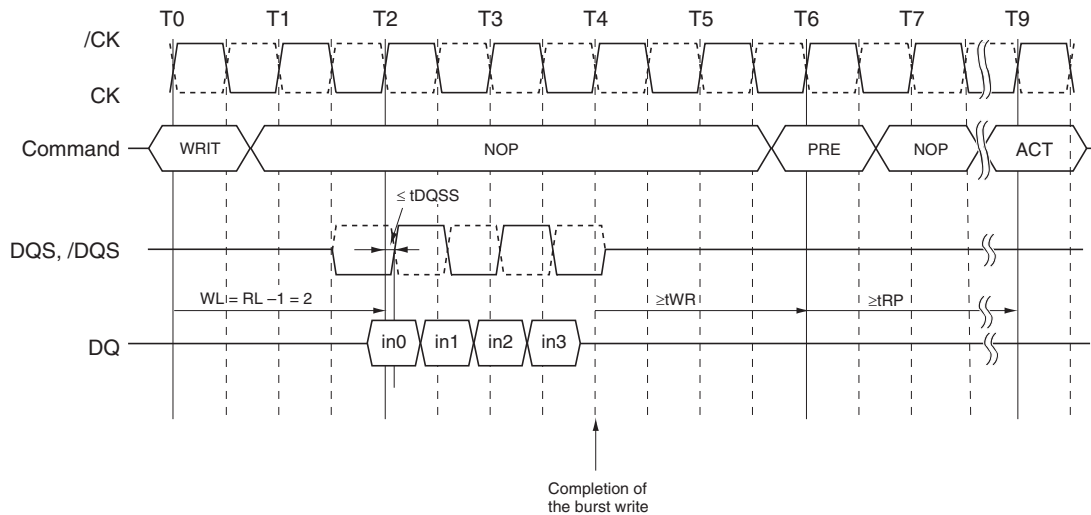 T0 T1 T2 T3 T4 T5 T6 T7 T9
/CK
CK
Command WRIT NOP PRE NOP ACT
≤ tDQSS
DQS, /DQS
WL = RL –1 = 2 ≥tWR ≥tRP
DQ in0 in1 in2 in3
Completion of
the burst write